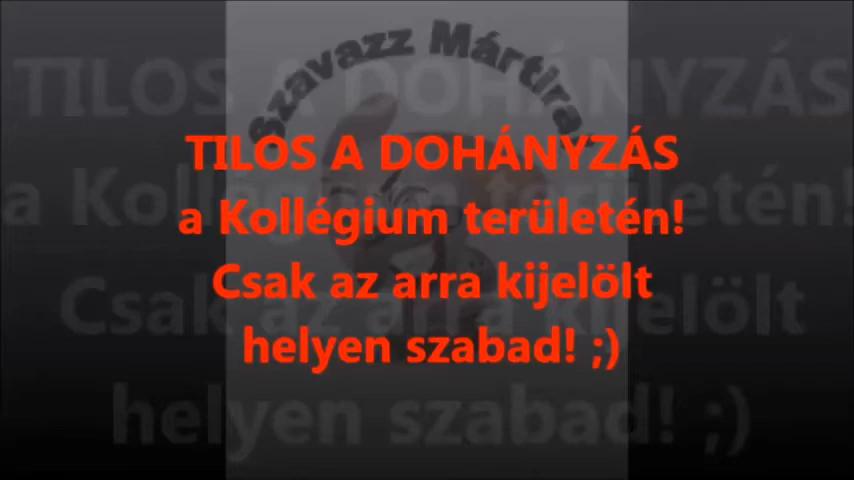 Szavazz Mártira
TILOS A DOHÁNYZÁS
a Kollégium területén!
Csak az arra kijelölt
helyen szabad! ;)